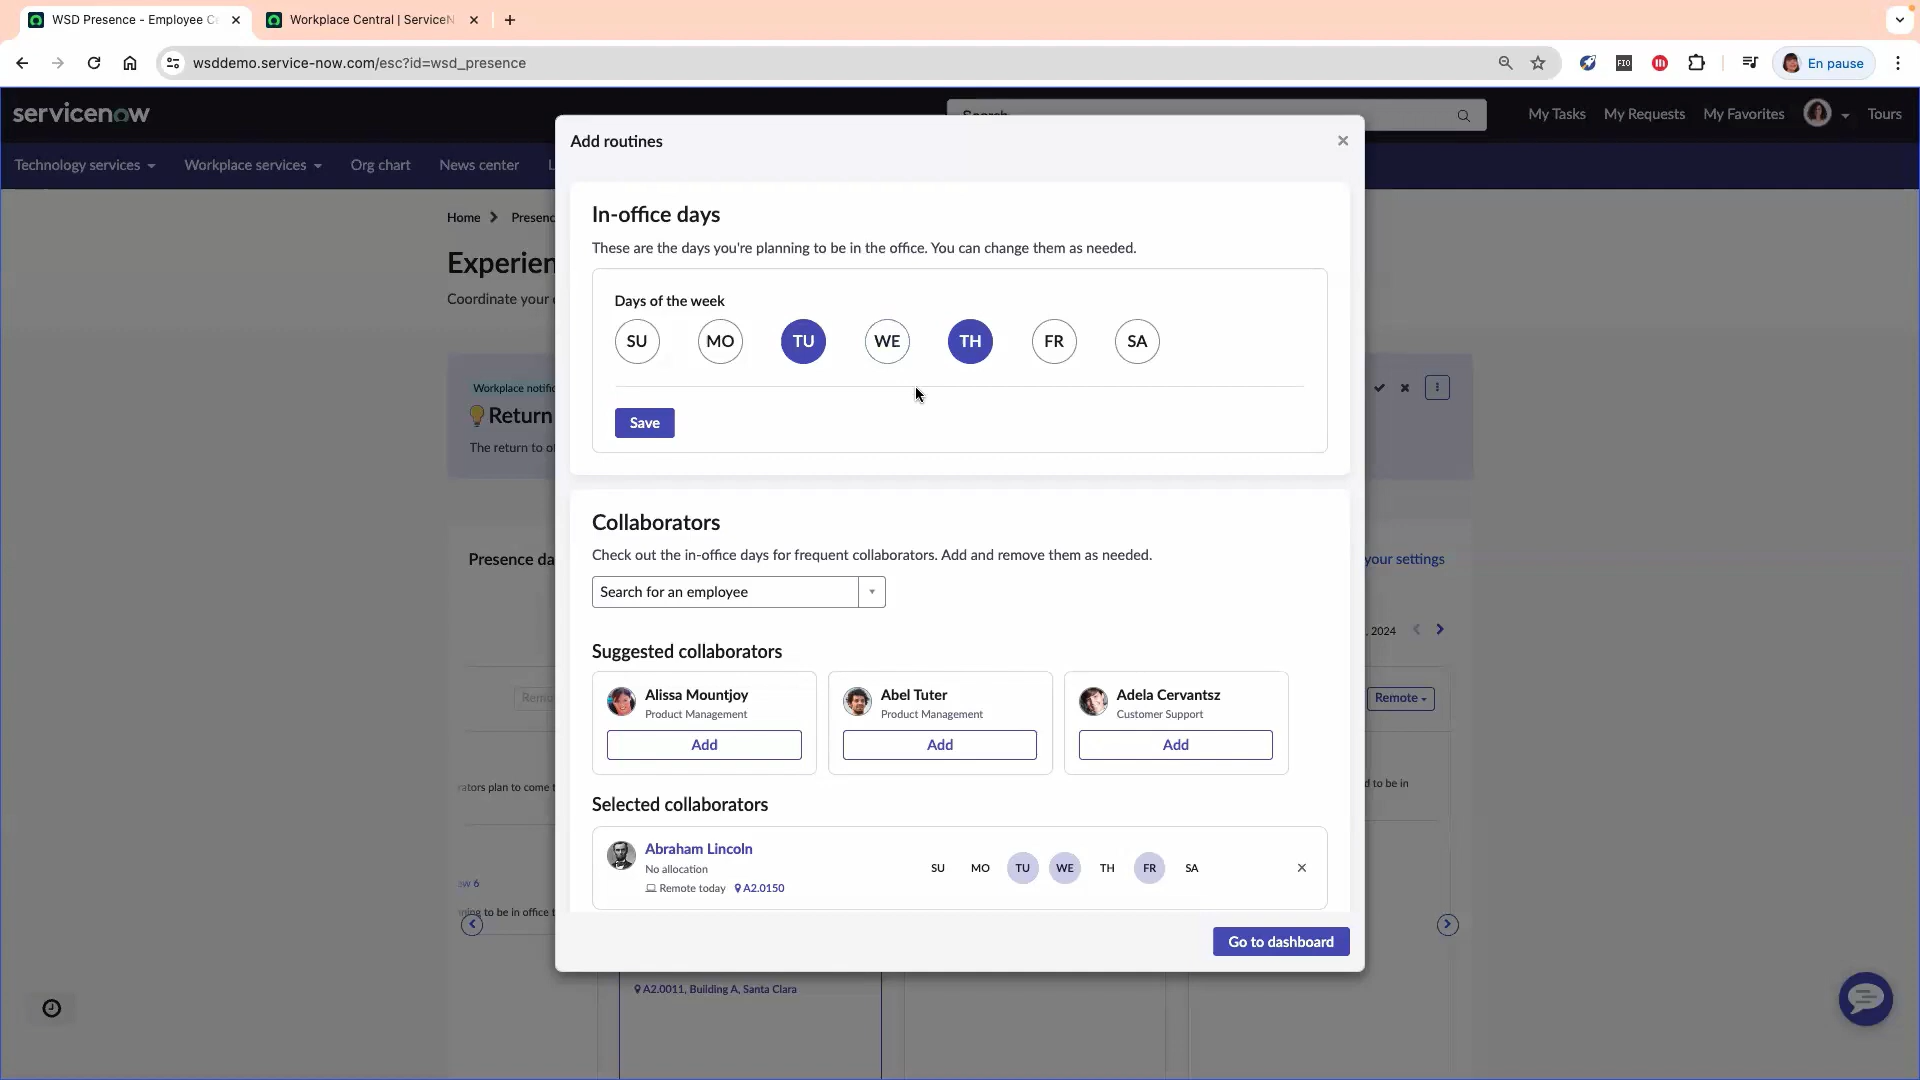 WSD Presence - Employee C
Workplace Central | ServiceN
wsddemo.service-now.com/esc?id=wsd_presence
En pause
servicenow
Search
My Tasks
My Requests
My Favorites
Tours
Technology services
Workplace services
Org chart
News center
Home
Presenc
Experien
Coordinate your
Workplace notific
Return
The return to of
Presence da
your settings
, 2024
Remo
Remote
rators plan to come t
d to be in
ew 6
ning to be in office t
Add routines
In-office days
These are the days you're planning to be in the office. You can change them as needed.
Days of the week
SU MO TU WE TH FR SA
Save
Collaborators
Check out the in-office days for frequent collaborators. Add and remove them as needed.
Search for an employee
Suggested collaborators
Alissa Mountjoy
Product Management
Add
Abel Tuter
Product Management
Add
Adela Cervantsz
Customer Support
Add
Selected collaborators
Abraham Lincoln
No allocation
Remote today A2.0150
SU MO TU WE TH FR SA
Go to dashboard
A2.0011, Building A, Santa Clara